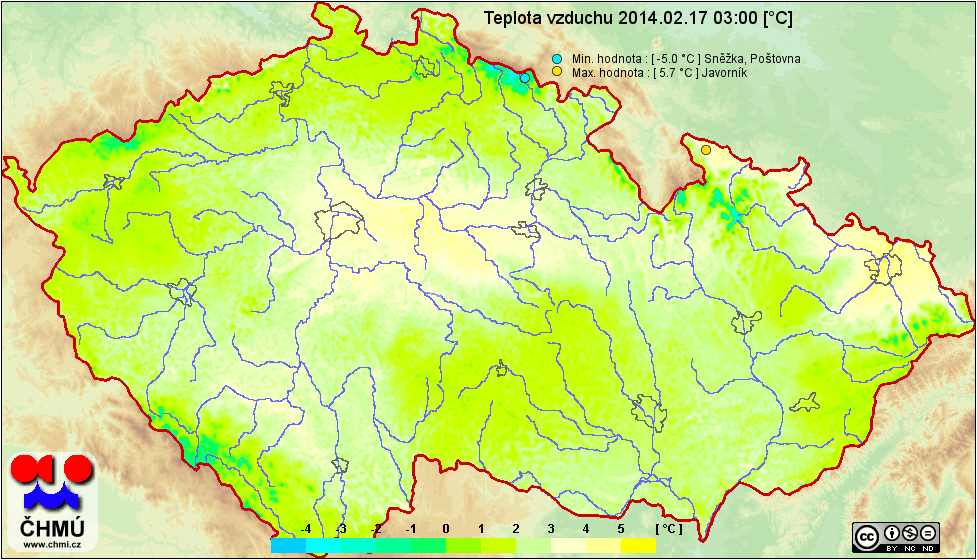 Teplota vzduchu 2014.02.17 03:00 [°C]
Min. hodnota : [ -5.0 °C ] Sněžka, Poštovna
Max. hodnota : [ 5.7 °C ] Javorník
ČHMÚ
www.chmi.cz
-4 -3 -2 -1 0 1 2 3 4 5 [°C]
cc
BY NC ND